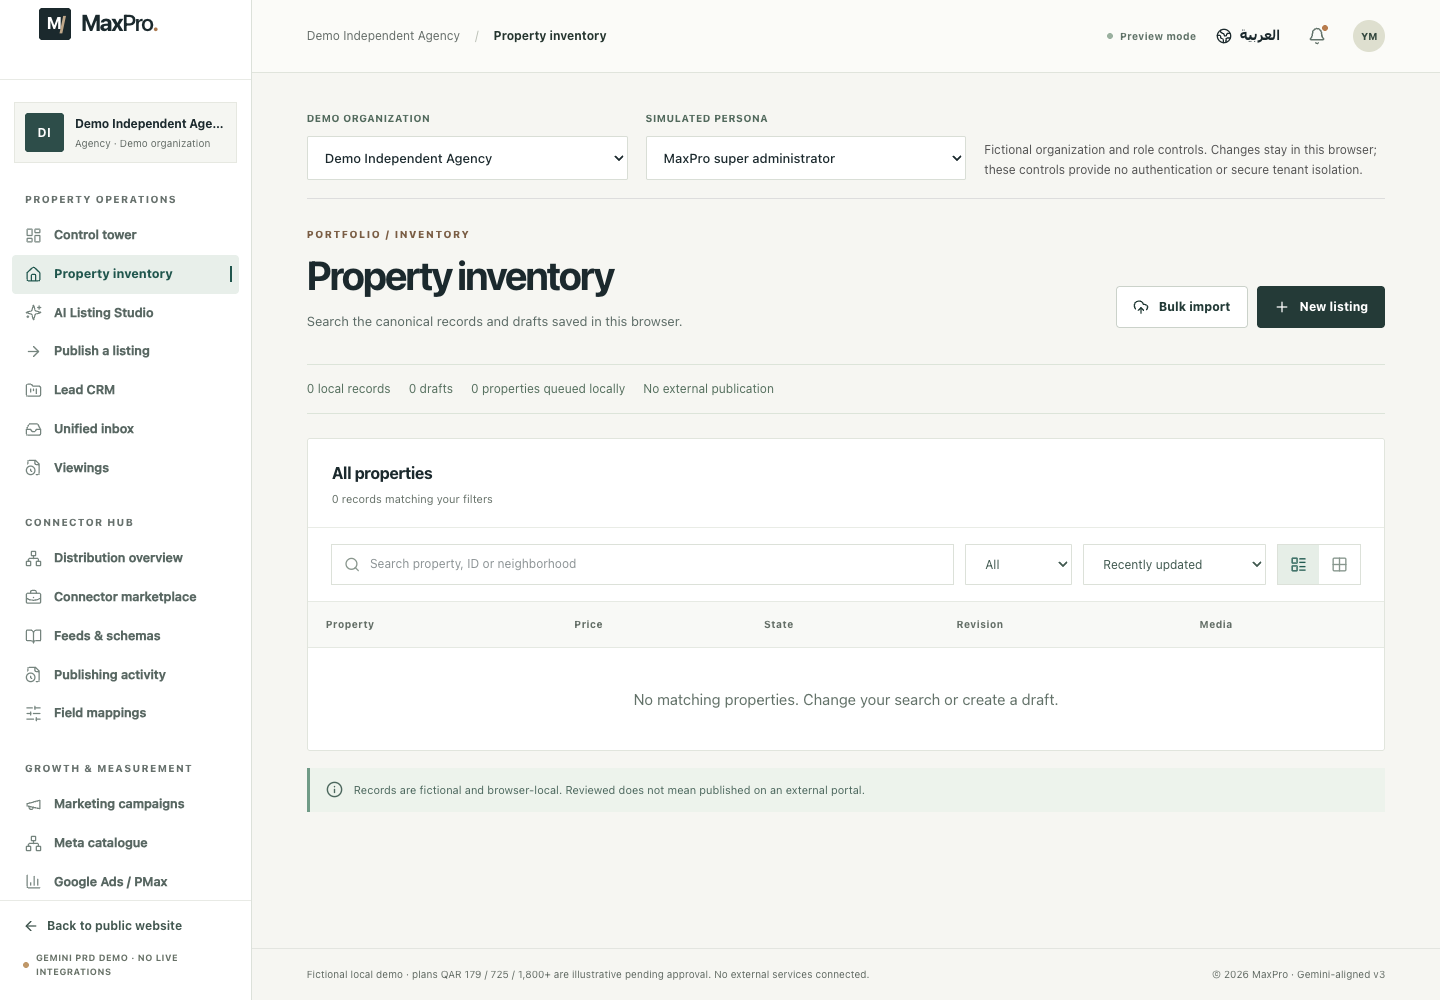 M/ MaxPro.
DI
Demo Independent Age...
Agency · Demo organization
PROPERTY OPERATIONS
Control tower
Property inventory
AI Listing Studio
Publish a listing
Lead CRM
Unified inbox
Viewings
CONNECTOR HUB
Distribution overview
Connector marketplace
Feeds & schemas
Publishing activity
Field mappings
GROWTH & MEASUREMENT
Marketing campaigns
Meta catalogue
Google Ads / PMax
Back to public website
GEMINI PRD DEMO · NO LIVE
INTEGRATIONS
Demo Independent Agency / Property inventory
Preview mode
العربية
YM
DEMO ORGANIZATION
Demo Independent Agency
SIMULATED PERSONA
MaxPro super administrator
Fictional organization and role controls. Changes stay in this browser;
these controls provide no authentication or secure tenant isolation.
PORTFOLIO / INVENTORY
Property inventory
Search the canonical records and drafts saved in this browser.
Bulk import
New listing
0 local records 0 drafts 0 properties queued locally No external publication
All properties
0 records matching your filters
Search property, ID or neighborhood
All
Recently updated
Property Price State Revision Media
No matching properties. Change your search or create a draft.
Records are fictional and browser-local. Reviewed does not mean published on an external portal.
Fictional local demo · plans QAR 179 / 725 / 1,800+ are illustrative pending approval. No external services connected.
© 2026 MaxPro · Gemini-aligned v3